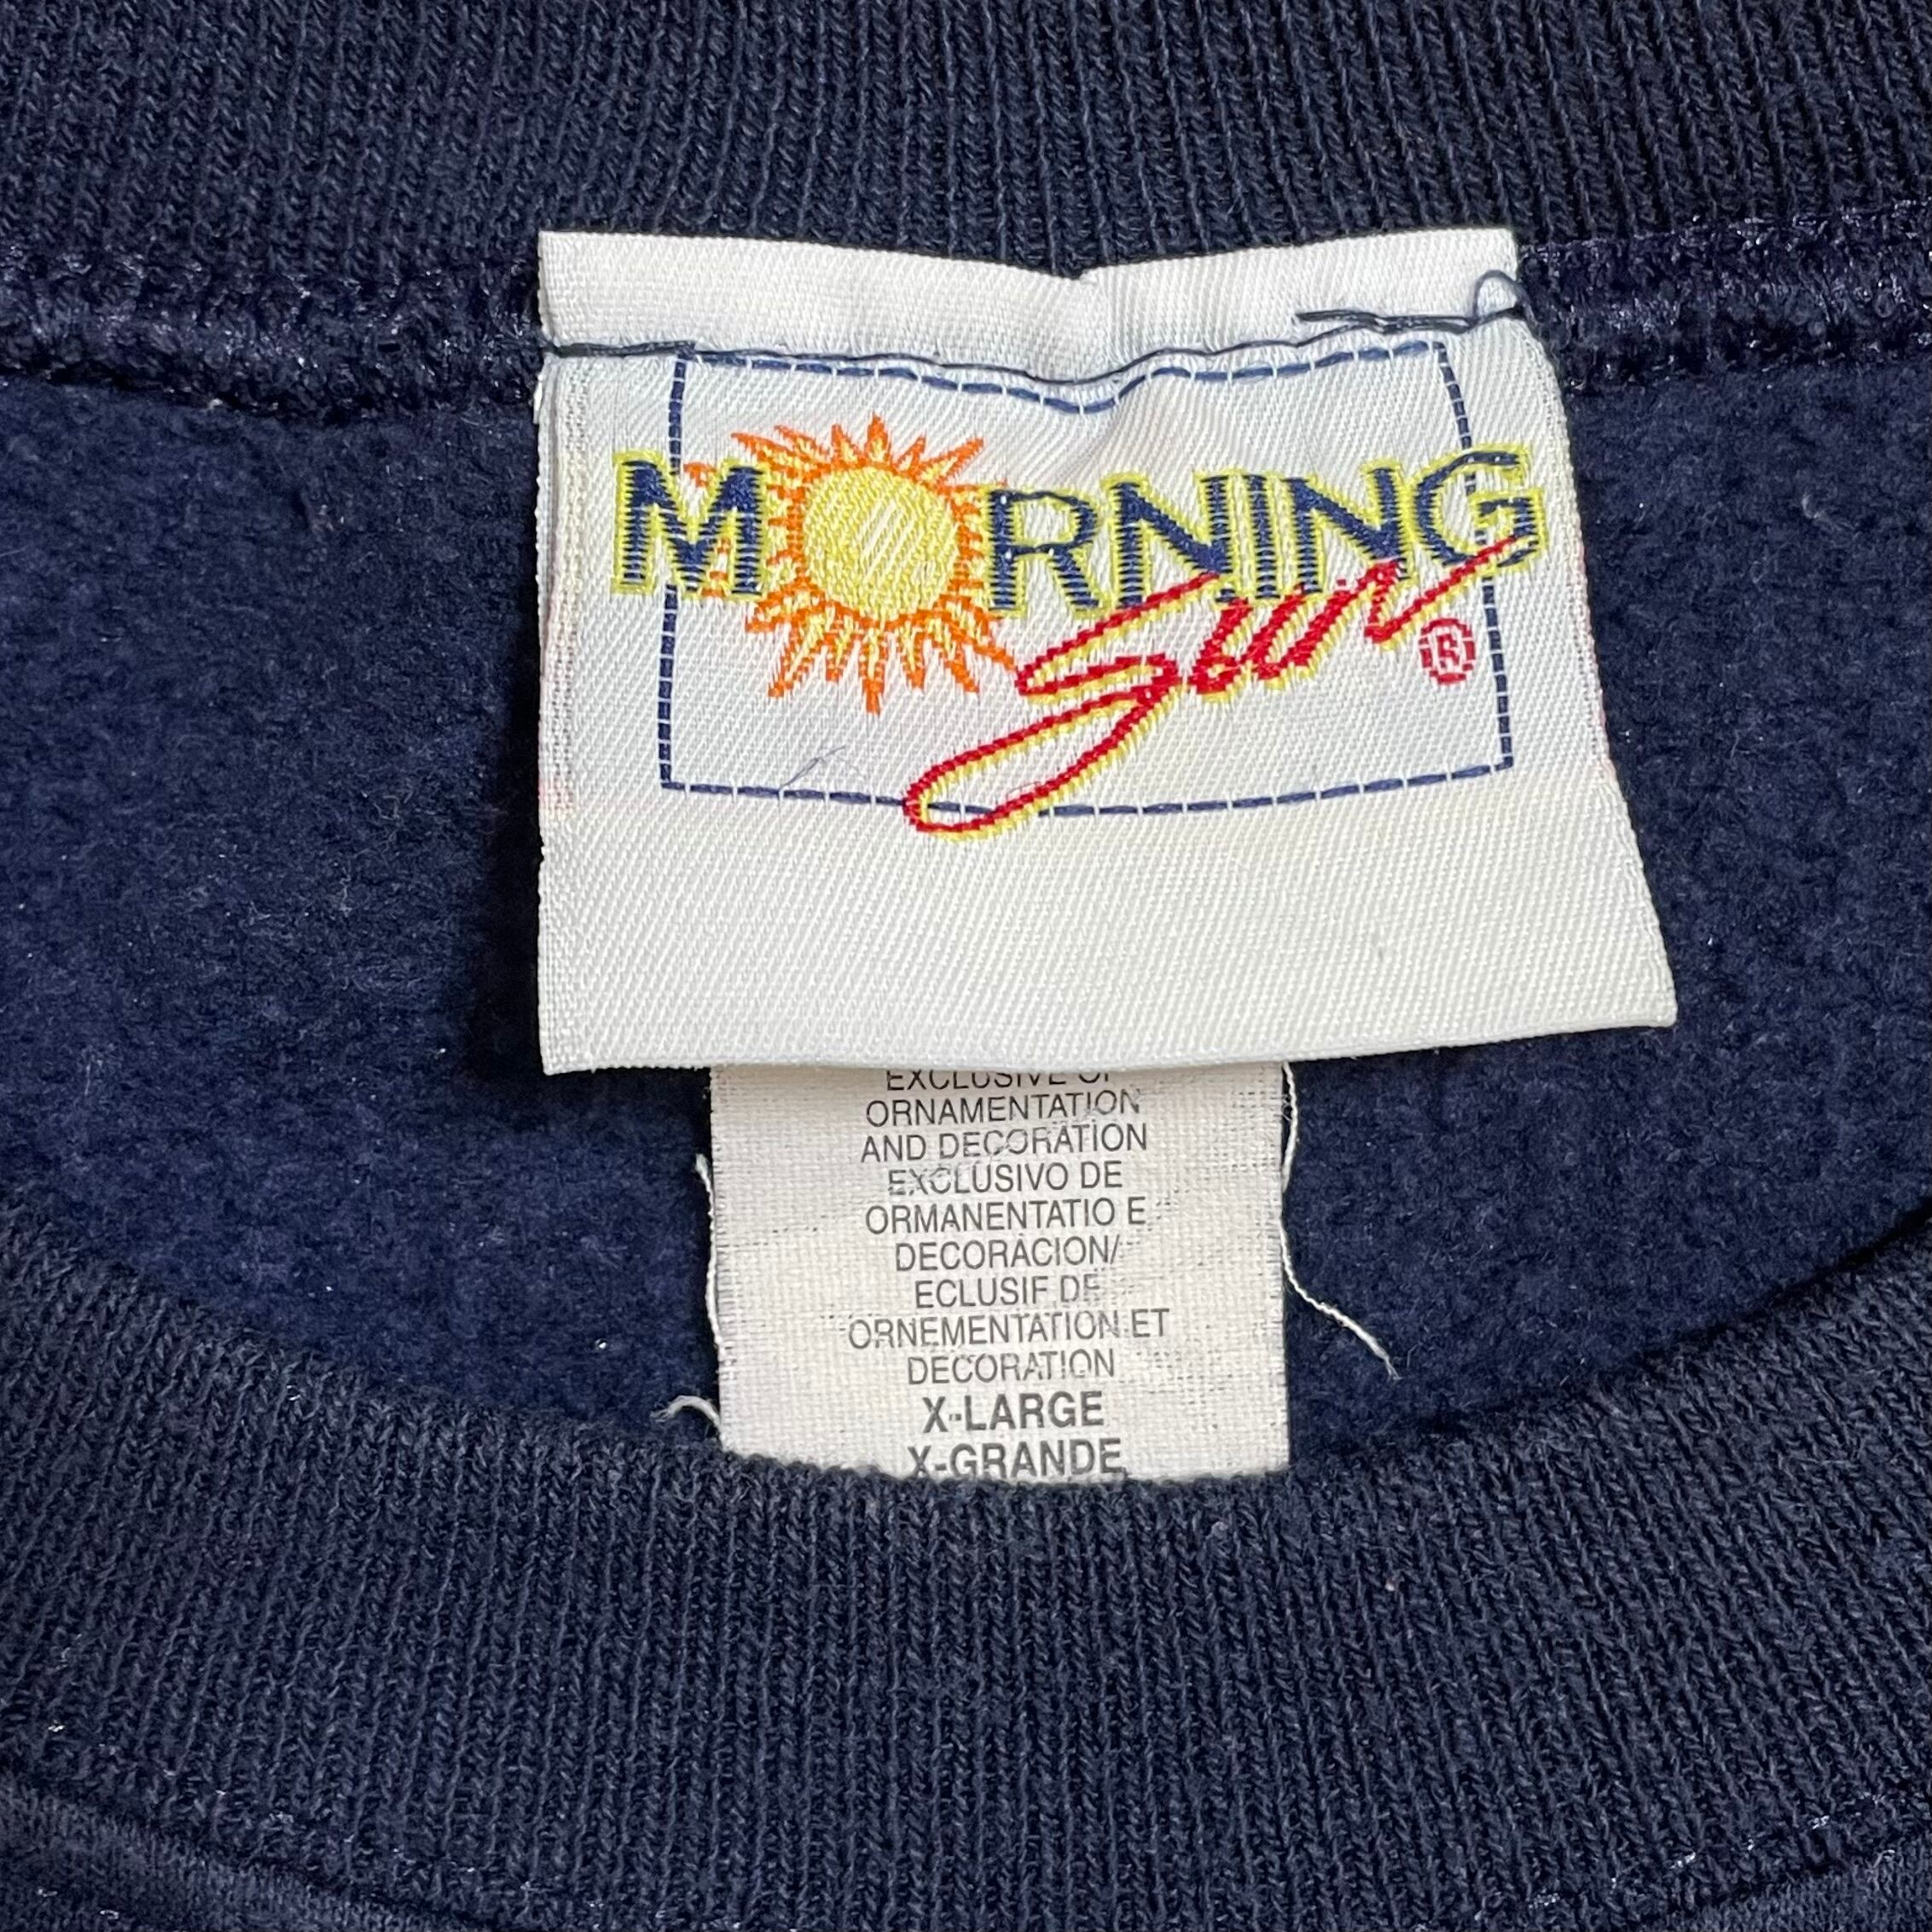 MORNING
Sun®
EXCLUSIVE OF
ORNAMENTATION
AND DECORATION
EXCLUSIVO DE
ORMANENTATIO E
DECORACION/
ECLUSIF DE
ORNEMENTATION ET
DECORATION
X-LARGE
X-GRANDE